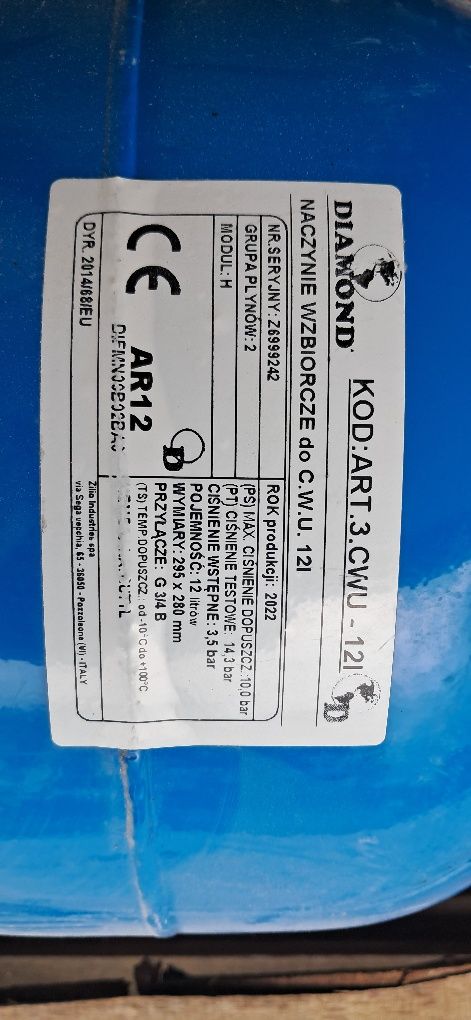 DIAMOND
KOD:ART.3.CWU - 12l
D
NACZYNIE WZBIORCZE do C.W.U. 12l
NR.SERYJNY: Z6999242
GRUPA PŁYNÓW: 2
MODUŁ: H
CE
AR12
D
ROK produkcji: 2022
(PS) MAX. CIŚNIENIE DOPUSZCZ.:10,0 bar
(PT) CIŚNIENIE TESTOWE: 14,3 bar
CIŚNIENIE WSTĘPNE: 3,5 bar
POJEMNOŚĆ: 12 litrów
WYMIARY: 295 x 280 mm
PRZYŁĄCZE: G 3/4 B
(TS) TEMP.DOPUSZCZ.: od -10°C do +100°C
DYR. 2014/68/EU
Zilio Industries spa
via Sega vecchia, 65 - 36050 - Pozzoleone (VI) - ITALY